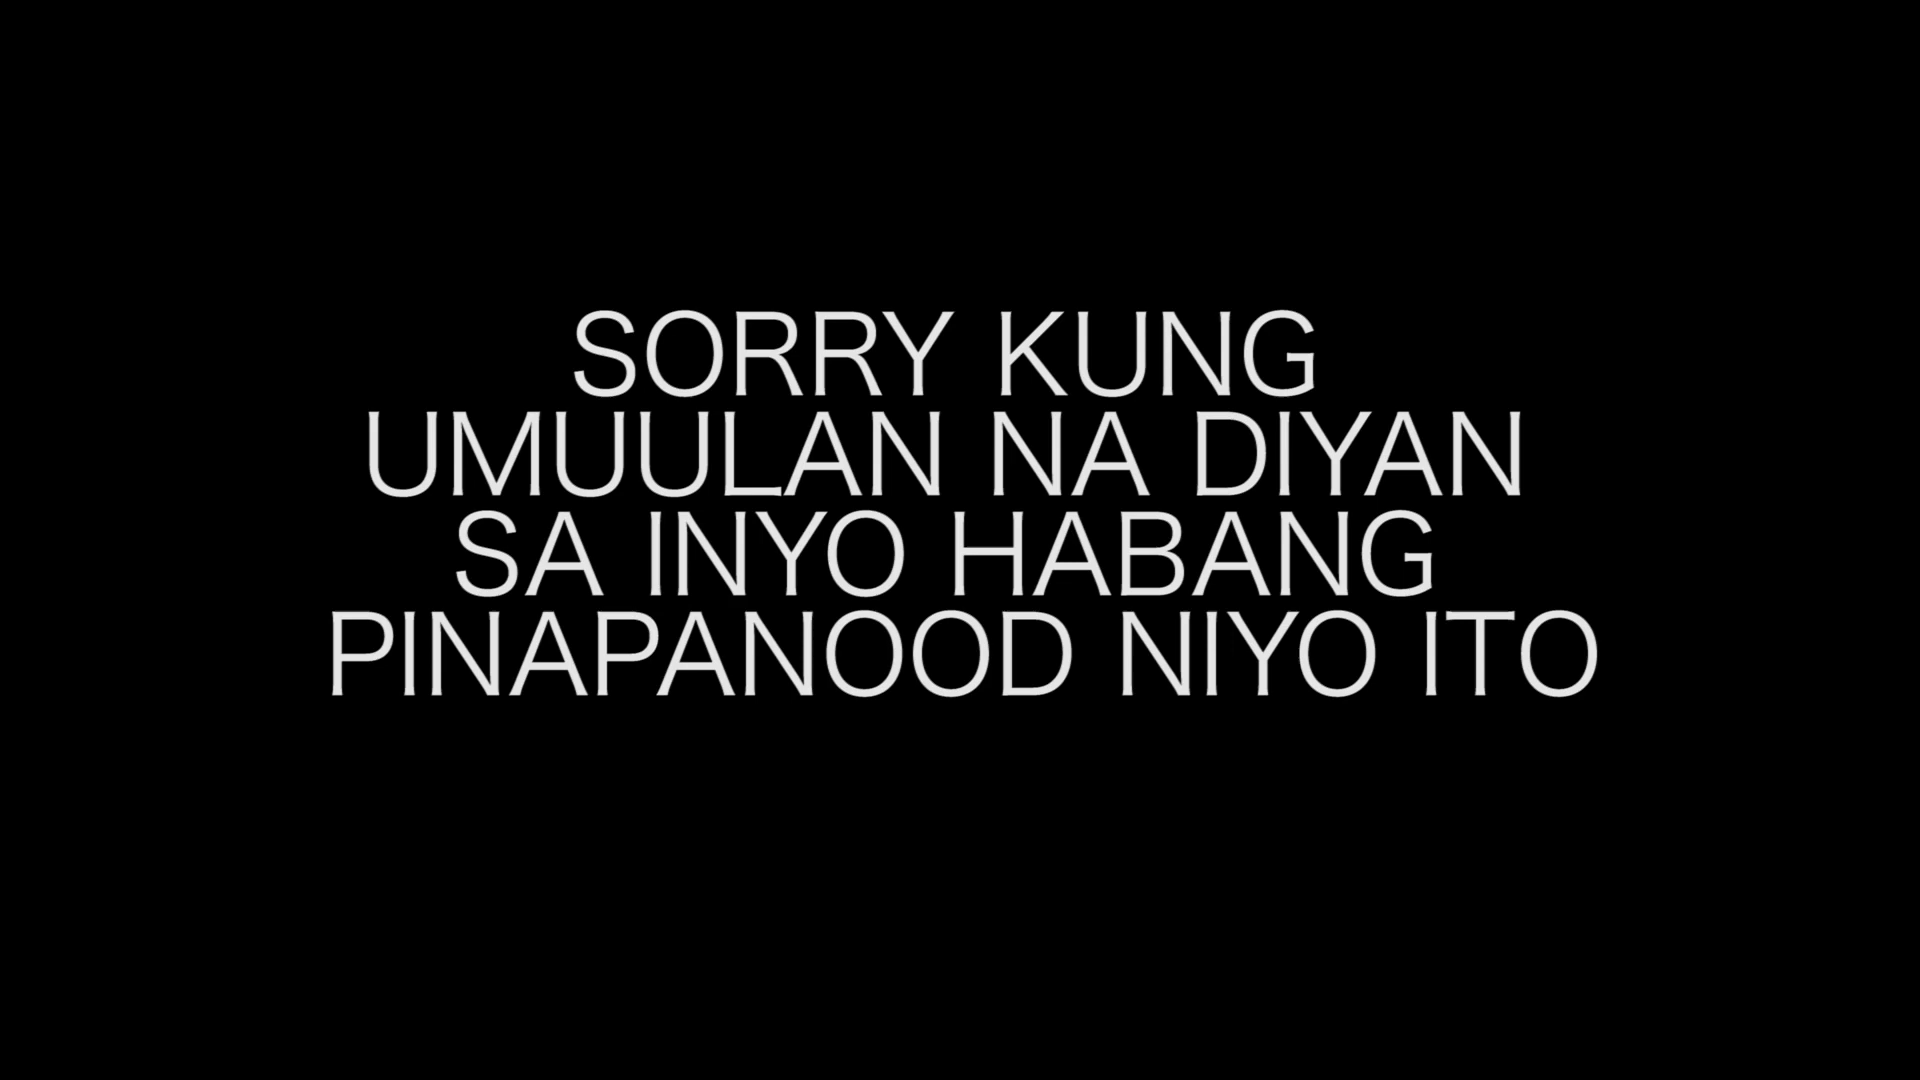 SORRY KUNG
UMUULAN NA DIYAN
SA INYO HABANG
PINAPANOOD NIYO ITO